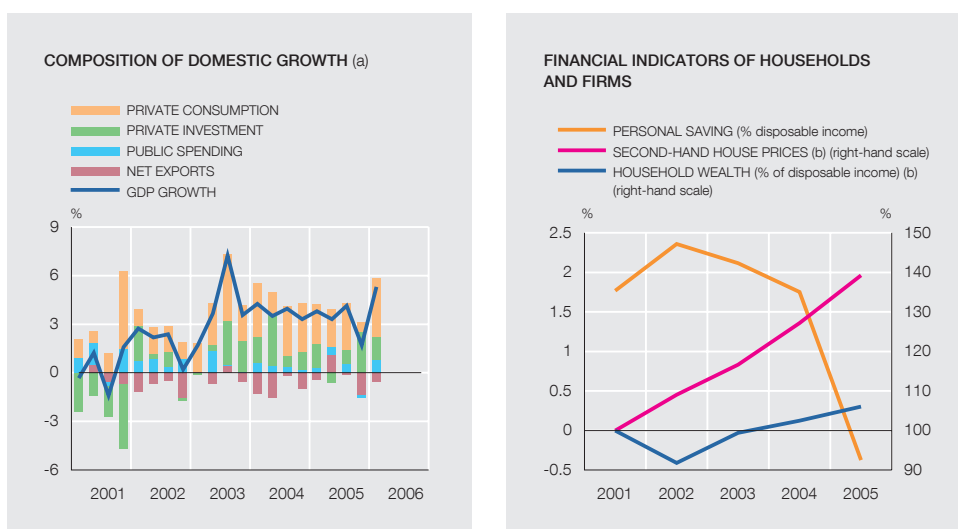 COMPOSITION OF DOMESTIC GROWTH (a)
PRIVATE CONSUMPTION
PRIVATE INVESTMENT
PUBLIC SPENDING
NET EXPORTS
GDP GROWTH
%
9
6
3
0
-3
-6
2001 2002 2003 2004 2005 2006
FINANCIAL INDICATORS OF HOUSEHOLDS
AND FIRMS
PERSONAL SAVING (% disposable income)
SECOND-HAND HOUSE PRICES (b) (right-hand scale)
HOUSEHOLD WEALTH (% of disposable income) (b)
(right-hand scale)
% %
2.5 150
2 140
1.5 130
1 120
0.5 110
0 100
-0.5 90
2001 2002 2003 2004 2005